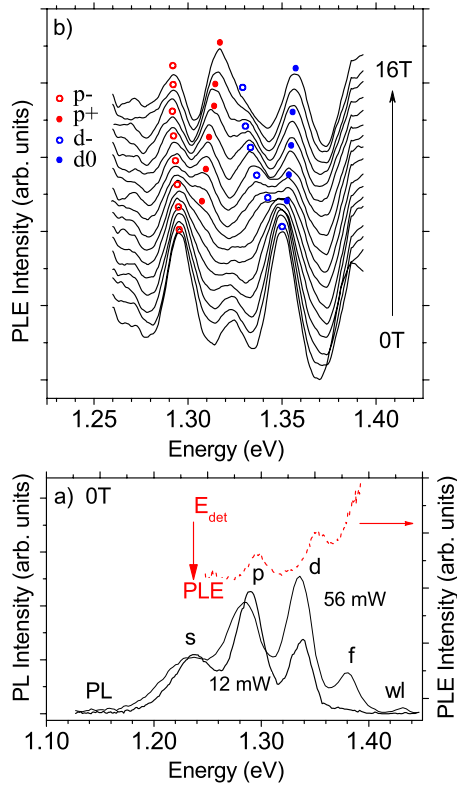 b)
16T
p-
p+
d-
d0
0T
PLE Intensity (arb. units)
1.25 1.30 1.35 1.40
Energy (eV)
a) 0T
E_det
PLE
p
d
s
56 mW
12 mW
f
PL
wl
PL Intensity (arb. units)
PLE Intensity (arb. units)
1.10 1.20 1.30 1.40
Energy (eV)